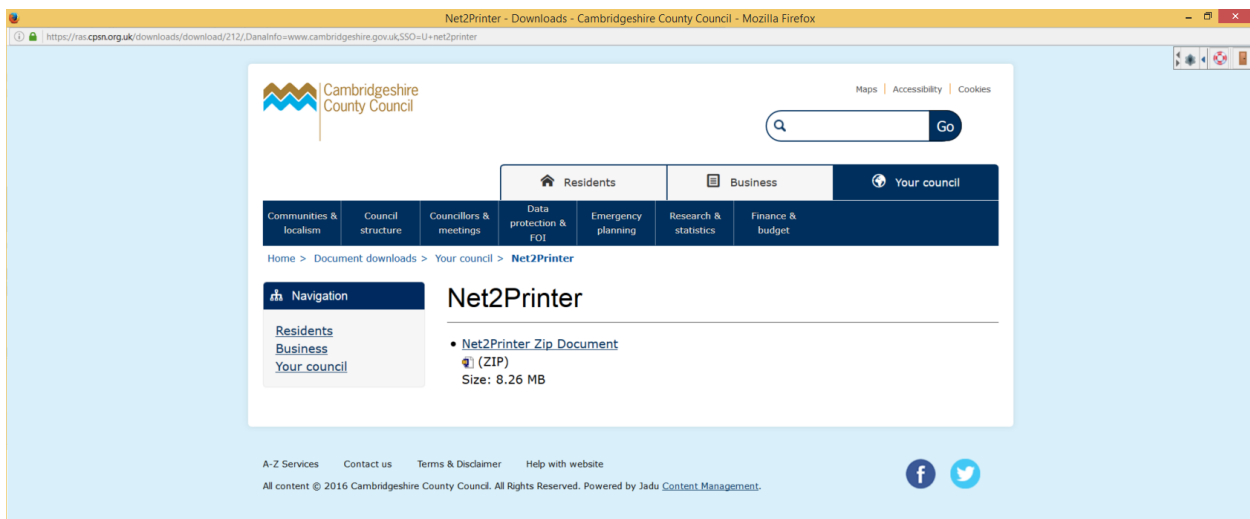 Net2Printer - Downloads - Cambridgeshire County Council - Mozilla Firefox
https://ras.cpsn.org.uk/downloads/download/212/,DanaInfo=www.cambridgeshire.gov.uk,SSO=U+net2printer
Cambridgeshire
County Council
Maps | Accessibility | Cookies
Go
Residents
Business
Your council
Communities &
localism
Council
structure
Councillors &
meetings
Data
protection &
FOI
Emergency
planning
Research &
statistics
Finance &
budget
Home > Document downloads > Your council > Net2Printer
Navigation
Residents
Business
Your council
Net2Printer
• Net2Printer Zip Document
(ZIP)
Size: 8.26 MB
A-Z Services Contact us Terms & Disclaimer Help with website
All content © 2016 Cambridgeshire County Council. All Rights Reserved. Powered by Jadu Content Management.